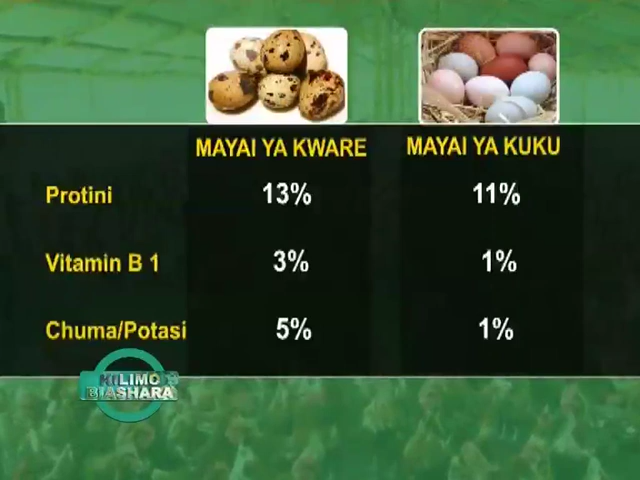 MAYAI YA KWARE MAYAI YA KUKU
Protini 13% 11%
Vitamin B 1 3% 1%
Chuma/Potasi 5% 1%
KILIMO
BIASHARA